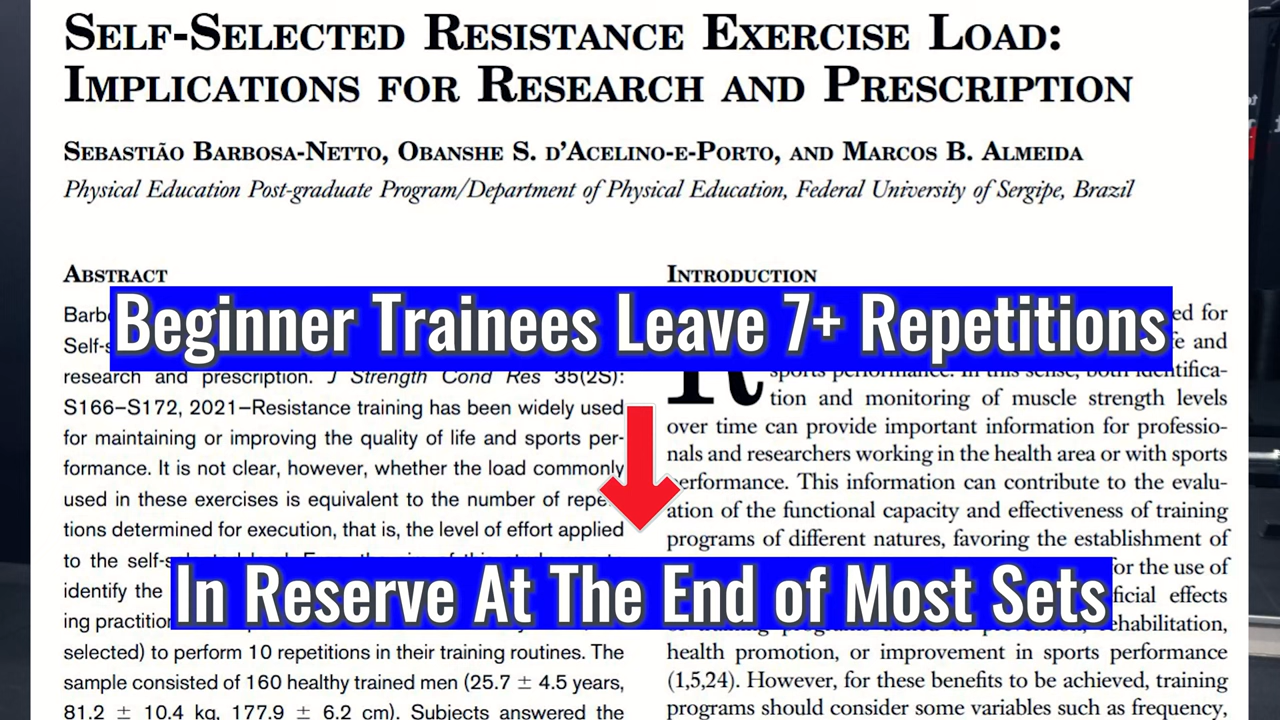 SELF-SELECTED RESISTANCE EXERCISE LOAD:
IMPLICATIONS FOR RESEARCH AND PRESCRIPTION
SEBASTIÃO BARBOSA-NETTO, OBANSHE S. D'ACELINO-E-PORTO, AND MARCOS B. ALMEIDA
Physical Education Post-graduate Program/Department of Physical Education, Federal University of Sergipe, Brazil
ABSTRACT
Beginner Trainees Leave 7+ Repetitions
research and prescription. J Strength Cond Res 35(2S):
S166–S172, 2021—Resistance training has been widely used
for maintaining or improving the quality of life and sports per-
formance. It is not clear, however, whether the load commonly
used in these exercises is equivalent to the number of
tions determined for execution, that is, the level of effort applied
to the
identify the
In Reserve At The End of Most Sets
selected) to perform 10 repetitions in their training routines. The
sample consisted of 160 healthy trained men (25.7 ± 4.5 years,
81.2 ± 10.4 kg, 177.9 ± 6.2 cm). Subjects answered the
INTRODUCTION
for
and
sports performance. In this sense, both identifica-
tion and monitoring of muscle strength levels
over time can provide important information for professio-
nals and researchers working in the health area or with sports
performance. This information can contribute to the evalu-
ation of the functional capacity and effectiveness of training
programs of different natures, favoring the establishment of
for the use of
effects
rehabilitation,
health promotion, or improvement in sports performance
(1,5,24). However, for these benefits to be achieved, training
programs should consider some variables such as frequency,